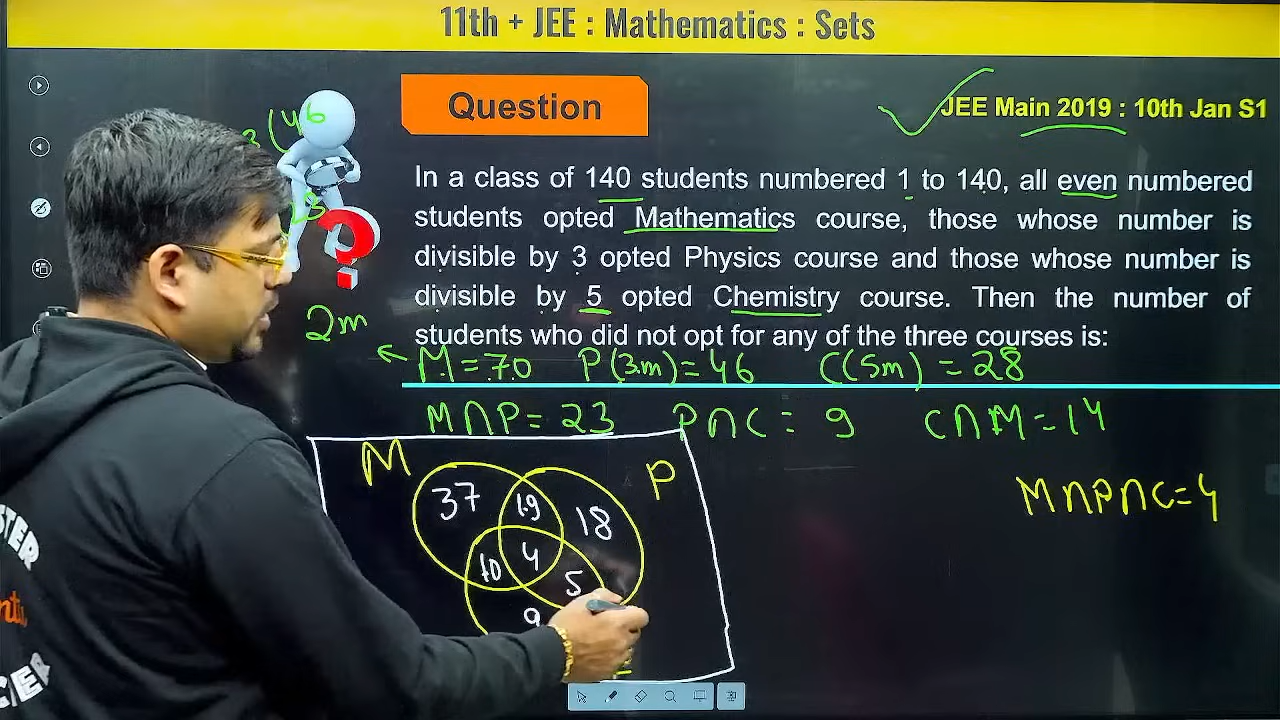 11th + JEE : Mathematics : Sets
Question
JEE Main 2019 : 10th Jan S1
In a class of 140 students numbered 1 to 140, all even numbered
students opted Mathematics course, those whose number is
divisible by 3 opted Physics course and those whose number is
divisible by 5 opted Chemistry course. Then the number of
students who did not opt for any of the three courses is:
2m
M=70 P(3m)=46 C(5m)=28
M∩P=23 P∩C=9 C∩M=14
M∩P∩C=4
M
P
37
19
18
10
4
5
9